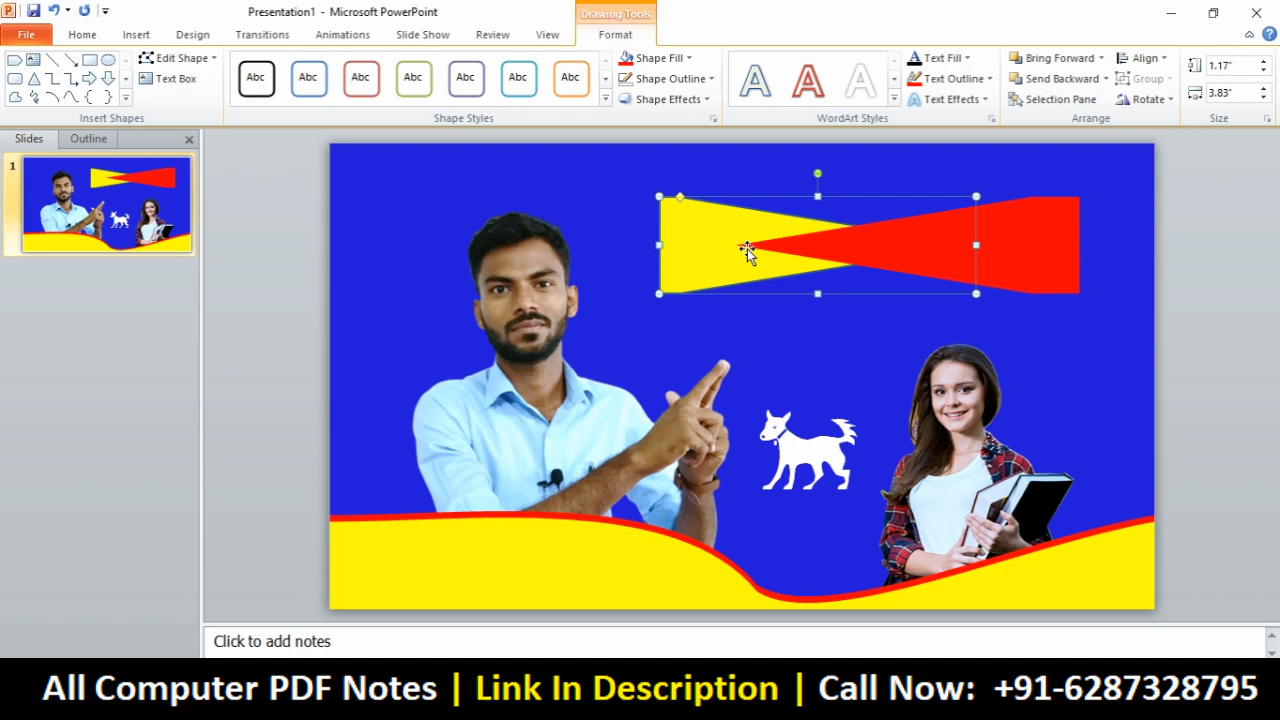 Presentation1 - Microsoft PowerPoint
Drawing Tools
File Home Insert Design Transitions Animations Slide Show Review View Format
Edit Shape
Text Box
Insert Shapes
Abc Abc Abc Abc Abc Abc Abc
Shape Fill
Shape Outline
Shape Effects
Shape Styles
A A A
Text Fill
Text Outline
Text Effects
WordArt Styles
Bring Forward
Send Backward
Selection Pane
Align
Group
Rotate
Arrange
1.17"
3.83"
Size
Slides Outline
1
Click to add notes
All Computer PDF Notes | Link In Description | Call Now: +91-6287328795